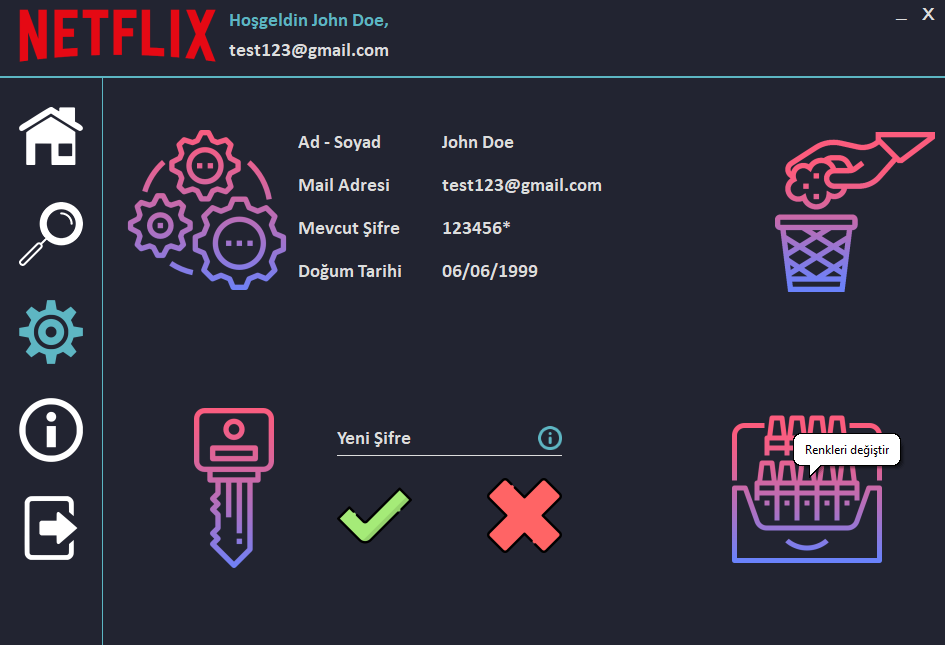 NETFLIX
Hoşgeldin John Doe,
test123@gmail.com
X
Ad - Soyad John Doe
Mail Adresi test123@gmail.com
Mevcut Şifre 123456*
Doğum Tarihi 06/06/1999
Yeni Şifre
Renkleri değiştir